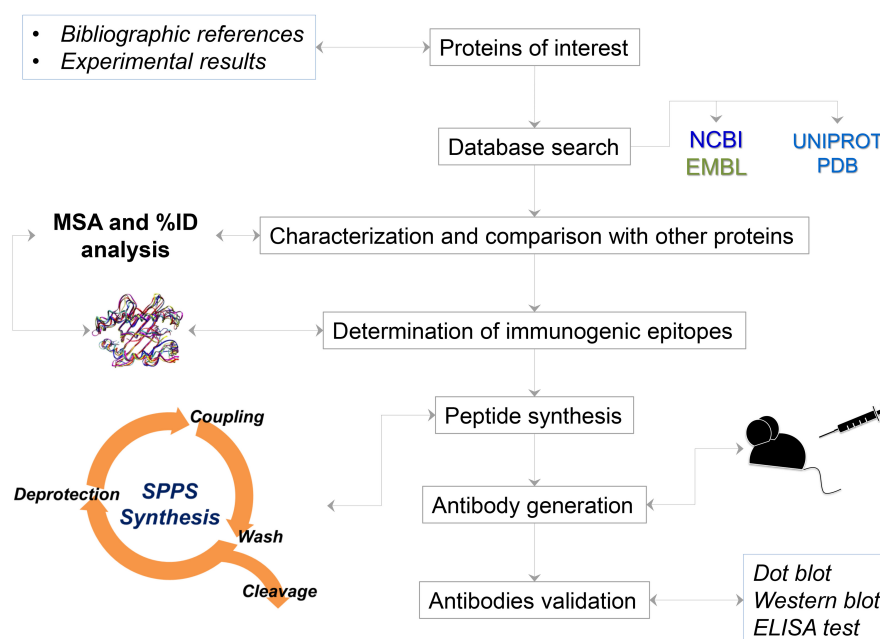 • Bibliographic references
• Experimental results
Proteins of interest
Database search
NCBI
EMBL
UNIPROT
PDB
MSA and %ID
analysis
Characterization and comparison with other proteins
Determination of immunogenic epitopes
Peptide synthesis
Coupling
Deprotection
SPPS
Synthesis
Wash
Cleavage
Antibody generation
Antibodies validation
Dot blot
Western blot
ELISA test